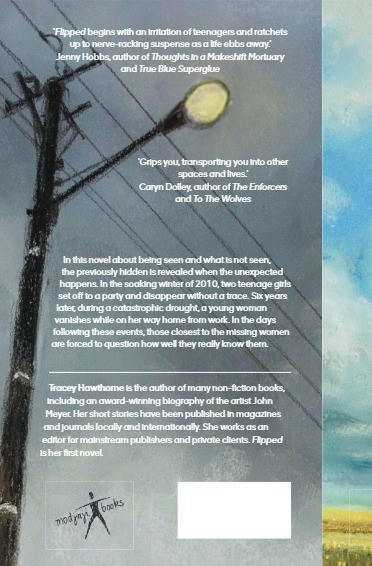 'Flipped begins with an irritation of teenagers and ratchets
up to nerve-racking suspense as a life ebbs away.'
Jenny Hobbs, author of Thoughts in a Makeshift Mortuary
and True Blue Superglue
'Grips you, transporting you into other
spaces and lives.'
Caryn Dolley, author of The Enforcers
and To The Wolves
In this novel about being seen and what is not seen,
the previously hidden is revealed when the unexpected
happens. In the soaking winter of 2010, two teenage girls
set off to a party and disappear without a trace. Six years
later, during a catastrophic drought, a young woman
vanishes while on her way home from work. In the days
following these events, those closest to the missing women
are forced to question how well they really know them.
Tracey Hawthorne is the author of many non-fiction books,
including an award-winning biography of the artist John
Meyer. Her short stories have been published in magazines
and journals locally and internationally. She works as an
editor for mainstream publishers and private clients. Flipped
is her first novel.
modjaji books